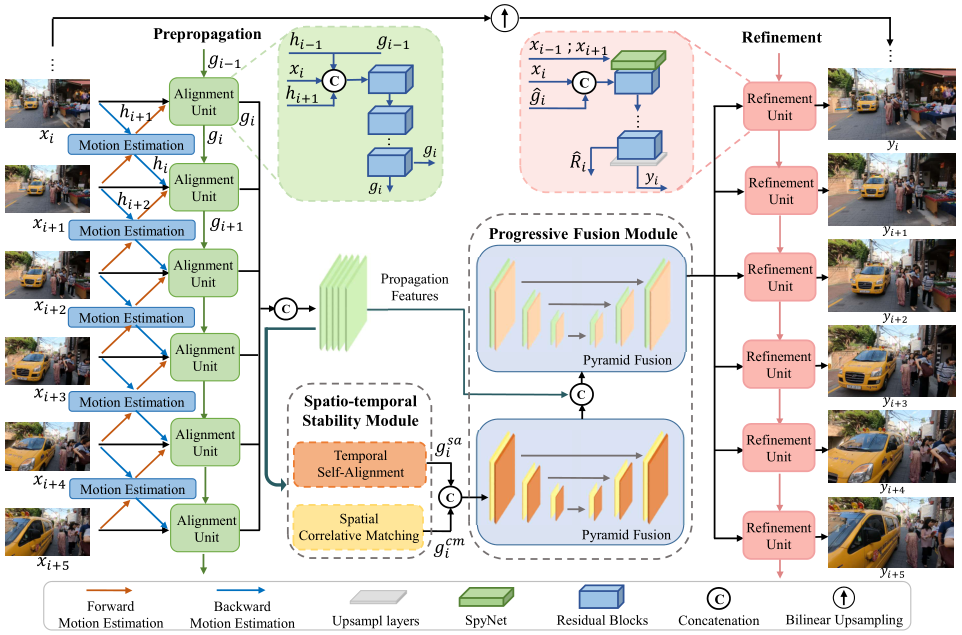 Prepropagation
Refinement
g_{i-1}
Alignment
Unit
h_{i+1}
g_i
g_i
x_i
Motion Estimation
h_i
Alignment
Unit
h_{i+2}
x_{i+1}
Motion Estimation
g_{i+1}
Alignment
Unit
x_{i+2}
Motion Estimation
Alignment
Unit
x_{i+3}
Motion Estimation
Alignment
Unit
x_{i+4}
Motion Estimation
Alignment
Unit
x_{i+5}
h_{i-1}
g_{i-1}
x_i
C
h_{i+1}
g_i
g_i
x_{i-1} ; x_{i+1}
x_i
C
ĝ_i
R̂_i
y_i
C
Propagation
Features
Spatio-temporal
Stability Module
Temporal
Self-Alignment
Spatial
Correlative Matching
g_i^{sa}
C
g_i^{cm}
Progressive Fusion Module
Pyramid Fusion
C
Pyramid Fusion
Refinement
Unit
y_i
Refinement
Unit
y_{i+1}
Refinement
Unit
y_{i+2}
Refinement
Unit
y_{i+3}
Refinement
Unit
y_{i+4}
Refinement
Unit
y_{i+5}
Forward
Motion Estimation
Backward
Motion Estimation
Upsampl layers
SpyNet
Residual Blocks
C
Concatenation
Bilinear Upsampling